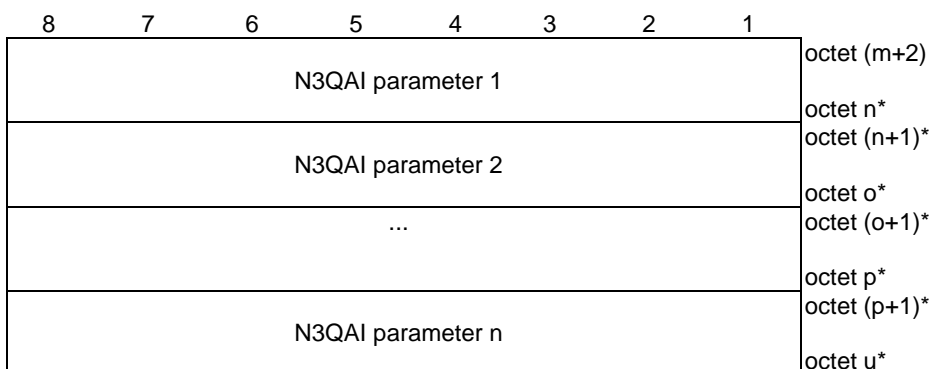 8 7 6 5 4 3 2 1
octet (m+2)
N3QAI parameter 1
octet n*
octet (n+1)*
N3QAI parameter 2
octet o*
... octet (o+1)*
octet p*
octet (p+1)*
N3QAI parameter n
octet u*